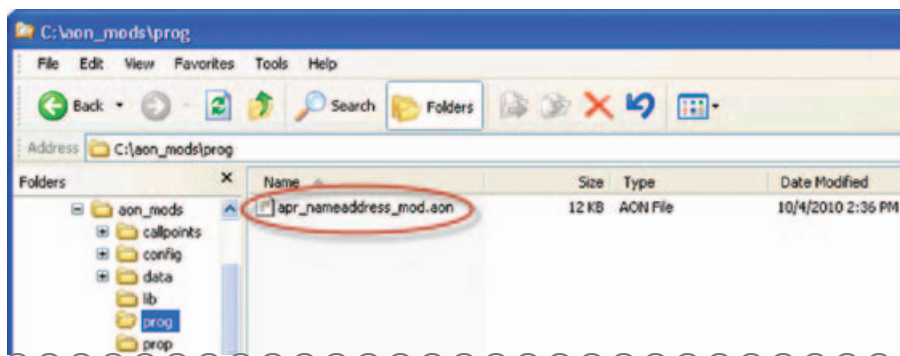 C:\aon_mods\prog
File Edit View Favorites Tools Help
Back Search Folders
Address C:\aon_mods\prog
Folders x Name Size Type Date Modified
aon_mods
apr_nameaddress_mod.aon 12 KB AON File 10/4/2010 2:36 PM
callpoints
config
data
lib
prog
prop